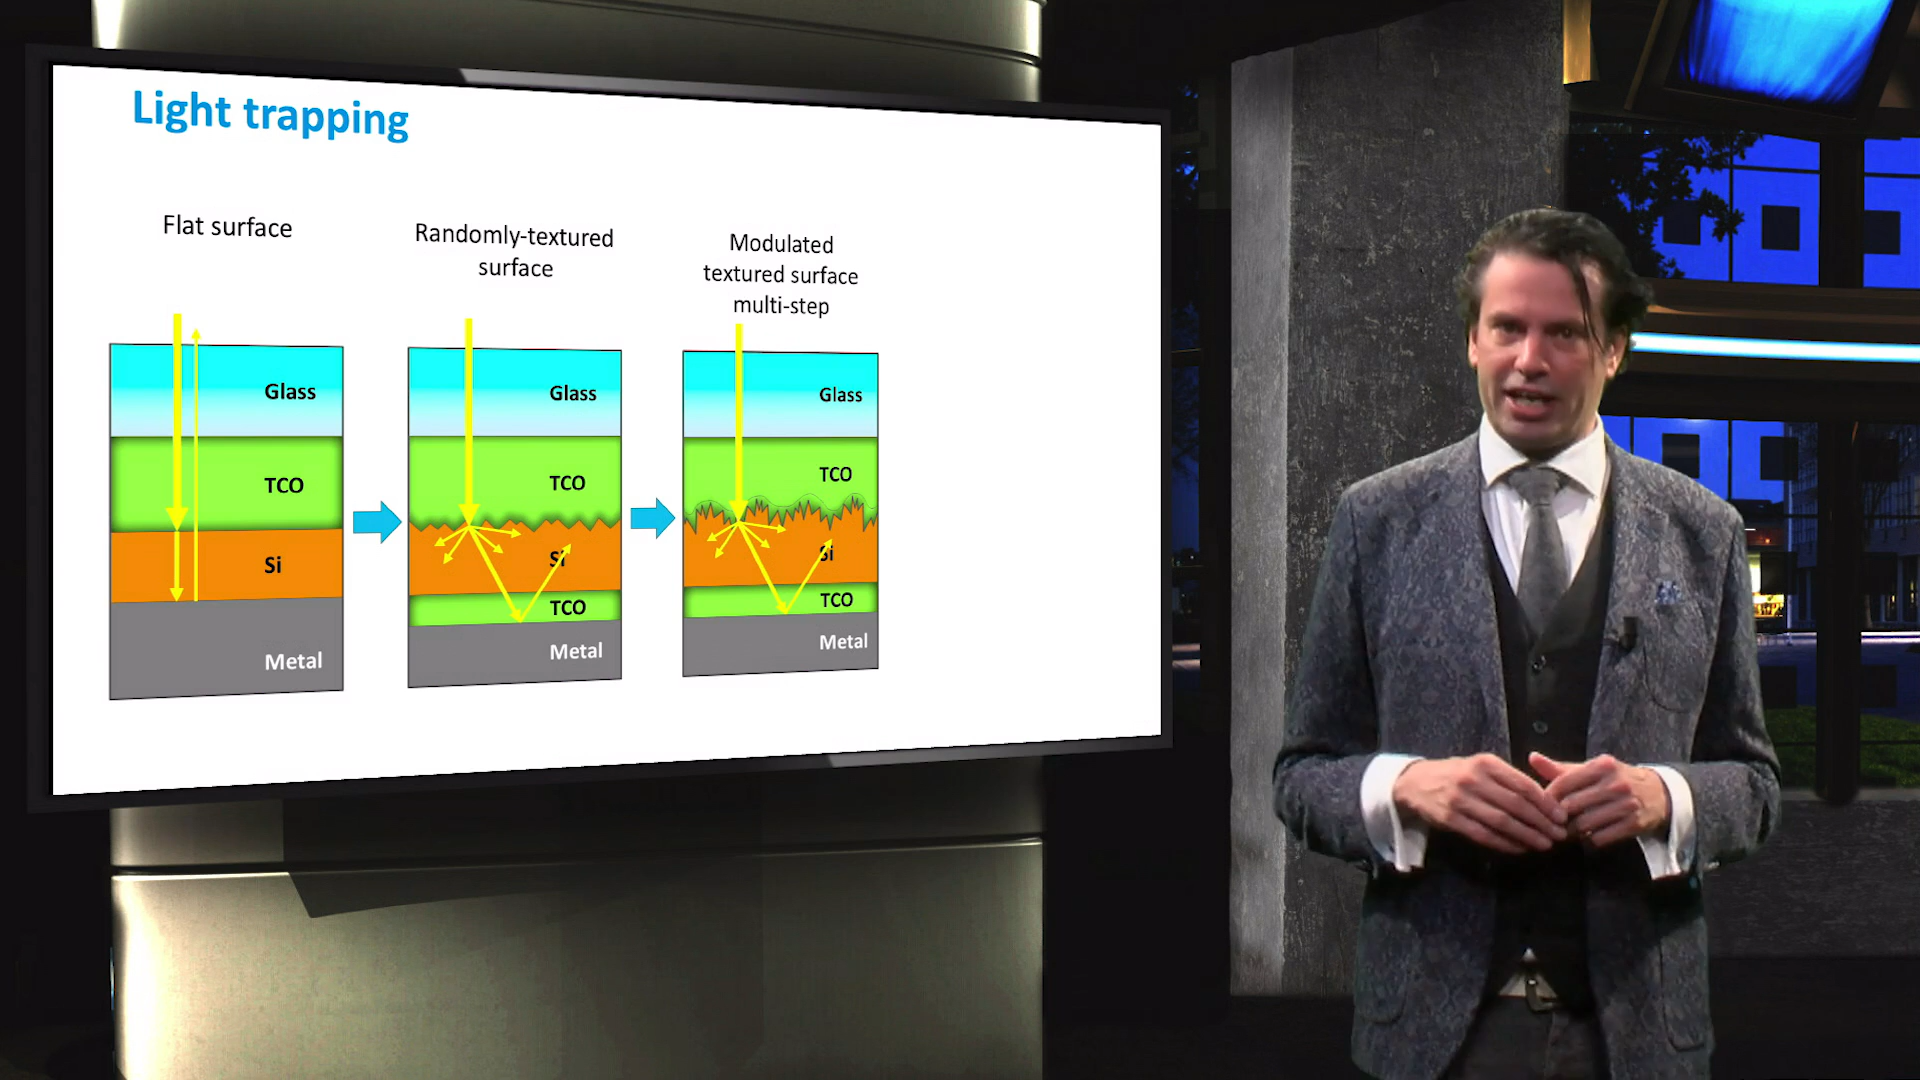 Light trapping
Flat surface
Glass
TCO
Si
Metal
Randomly-textured
surface
Glass
TCO
Si
TCO
Metal
Modulated
textured surface
multi-step
Glass
TCO
Si
TCO
Metal